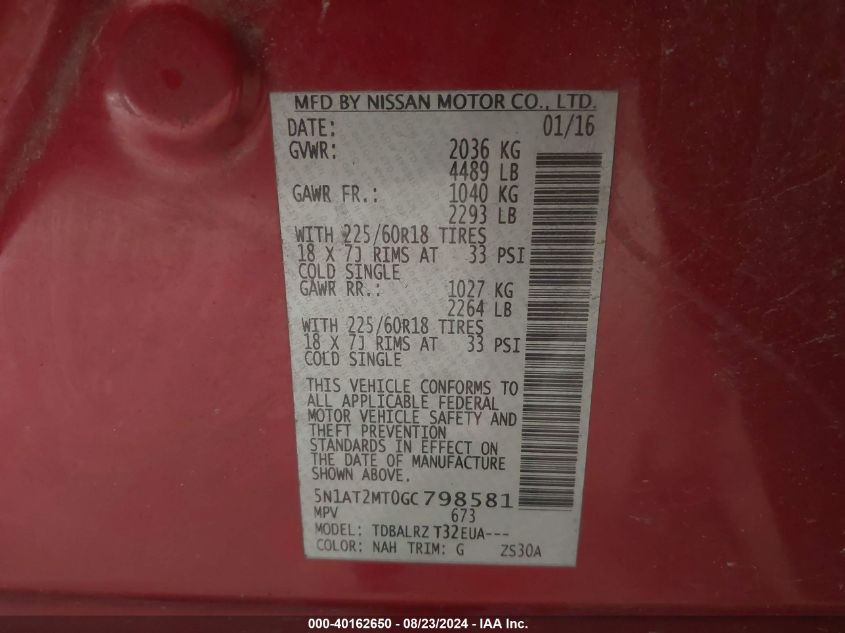 MFD BY NISSAN MOTOR CO., LTD.
DATE: 01/16
GVWR: 2036 KG
4489 LB
GAWR FR.: 1040 KG
2293 LB
WITH 225/60R18 TIRES
18 X 7J RIMS AT 33 PSI
COLD SINGLE
GAWR RR.: 1027 KG
2264 LB
WITH 225/60R18 TIRES
18 X 7J RIMS AT 33 PSI
COLD SINGLE
THIS VEHICLE CONFORMS TO
ALL APPLICABLE FEDERAL
MOTOR VEHICLE SAFETY AND
THEFT PREVENTION
STANDARDS IN EFFECT ON
THE DATE OF MANUFACTURE
SHOWN ABOVE.
5N1AT2MT0GC798581
MPV 673
MODEL: TDBALRZ T32EUA---
COLOR: NAH TRIM: G ZS30A
000-40162650 - 08/23/2024 - IAA Inc.